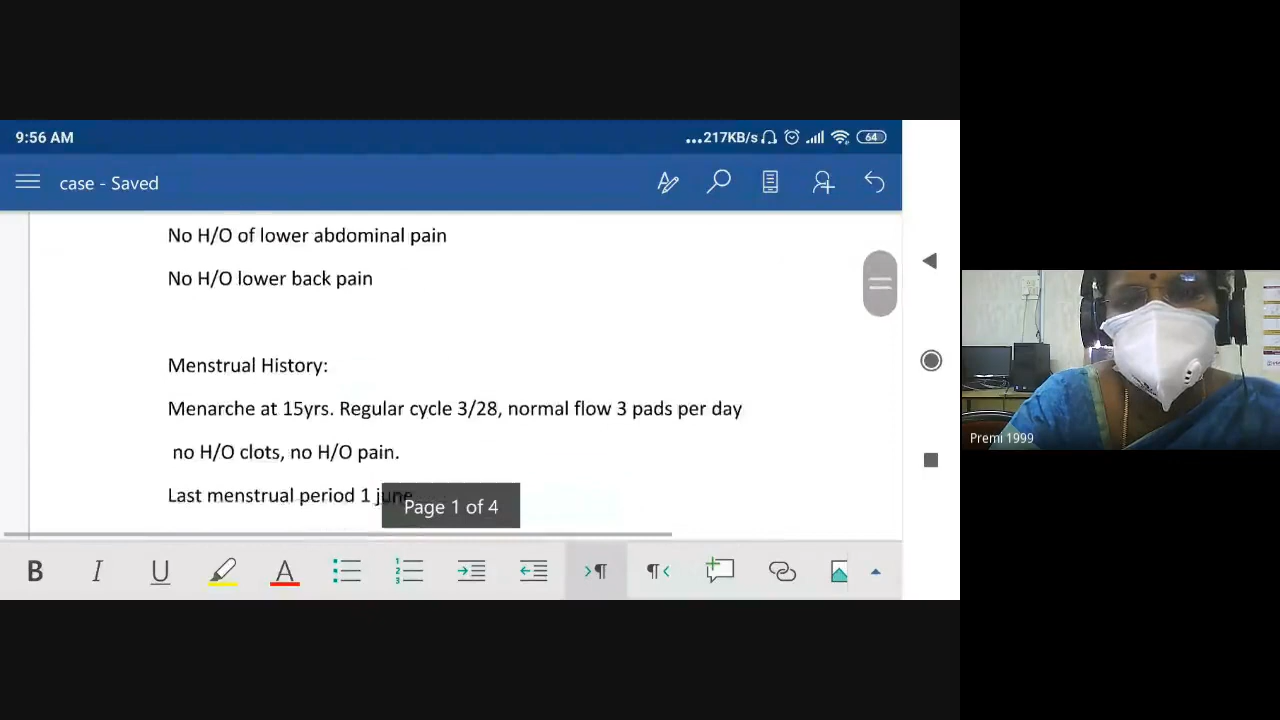 9:56 AM
...217KB/s
64
case - Saved
No H/O of lower abdominal pain
No H/O lower back pain
Menstrual History:
Menarche at 15yrs. Regular cycle 3/28, normal flow 3 pads per day
no H/O clots, no H/O pain.
Last menstrual period 1 june
Page 1 of 4
B I U A
Premi 1999